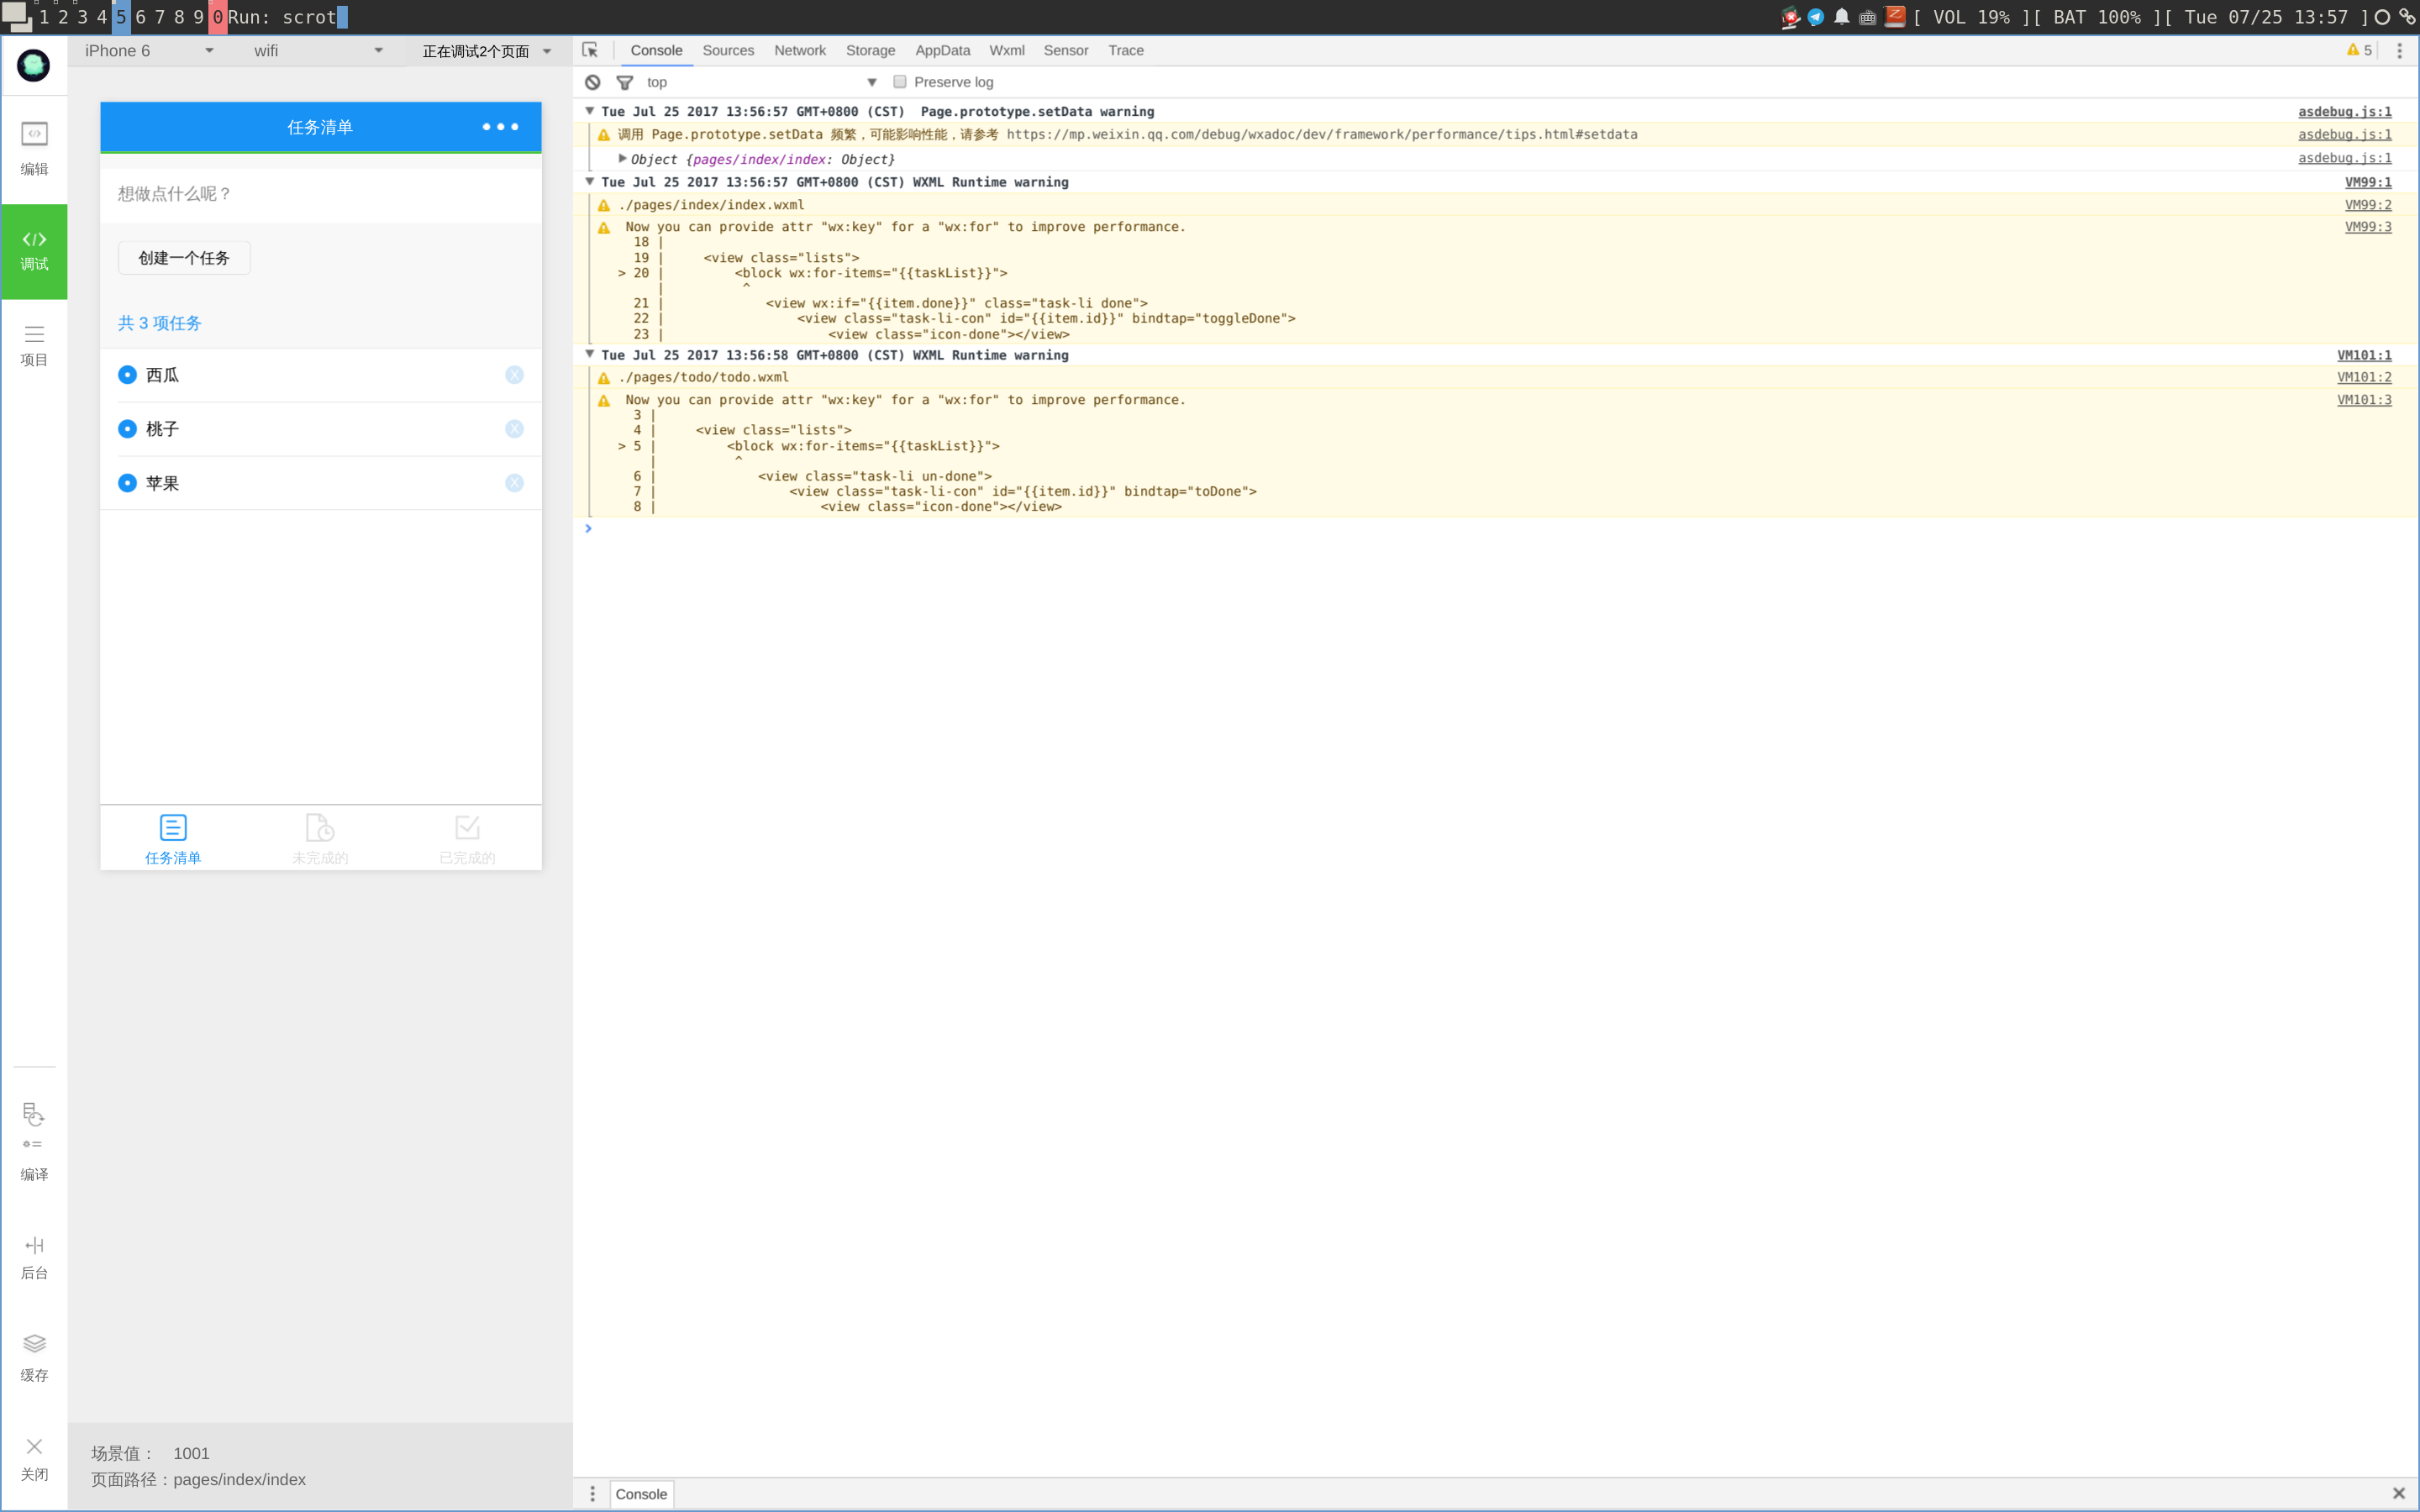 1 2 3 4 5 6 7 8 9 0 Run: scrot
[ VOL 19% ][ BAT 100% ][ Tue 07/25 13:57 ]
iPhone 6
wifi
正在调试2个页面
Console Sources Network Storage AppData Wxml Sensor Trace
5
top
Preserve log
编辑
调试
项目
编译
后台
缓存
关闭
任务清单
想做点什么呢？
创建一个任务
共 3 项任务
西瓜
X
桃子
X
苹果
X
任务清单
未完成的
已完成的
场景值： 1001
页面路径：pages/index/index
Tue Jul 25 2017 13:56:57 GMT+0800 (CST)  Page.prototype.setData warning asdebug.js:1
调用 Page.prototype.setData 频繁，可能影响性能，请参考 https://mp.weixin.qq.com/debug/wxadoc/dev/framework/performance/tips.html#setdata asdebug.js:1
Object {pages/index/index: Object} asdebug.js:1
Tue Jul 25 2017 13:56:57 GMT+0800 (CST) WXML Runtime warning VM99:1
./pages/index/index.wxml VM99:2
Now you can provide attr "wx:key" for a "wx:for" to improve performance. VM99:3
18 |
19 |     <view class="lists">
> 20 |         <block wx:for-items="{{taskList}}">
|          ^
21 |             <view wx:if="{{item.done}}" class="task-li done">
22 |                 <view class="task-li-con" id="{{item.id}}" bindtap="toggleDone">
23 |                     <view class="icon-done"></view>
Tue Jul 25 2017 13:56:58 GMT+0800 (CST) WXML Runtime warning VM101:1
./pages/todo/todo.wxml VM101:2
Now you can provide attr "wx:key" for a "wx:for" to improve performance. VM101:3
3 |
4 |     <view class="lists">
> 5 |         <block wx:for-items="{{taskList}}">
|          ^
6 |             <view class="task-li un-done">
7 |                 <view class="task-li-con" id="{{item.id}}" bindtap="toDone">
8 |                     <view class="icon-done"></view>
Console